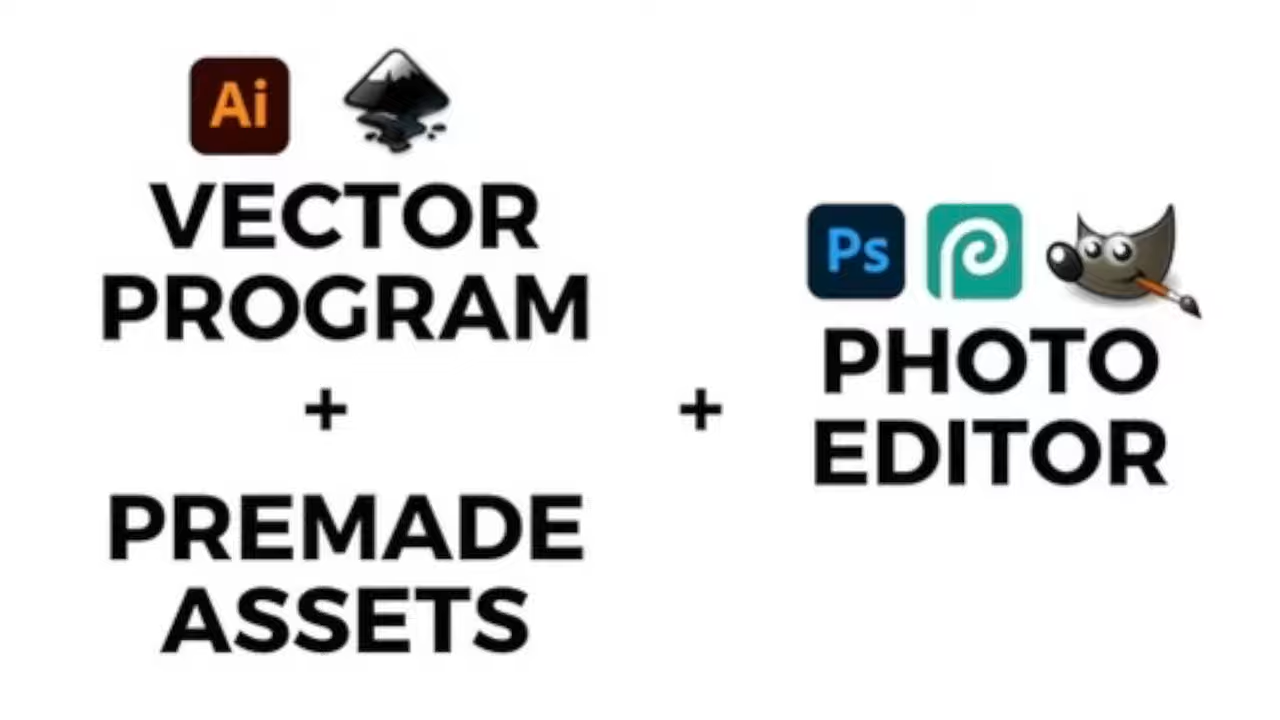 Ai
VECTOR
PROGRAM
+
PREMADE
ASSETS
+
Ps
PHOTO
EDITOR